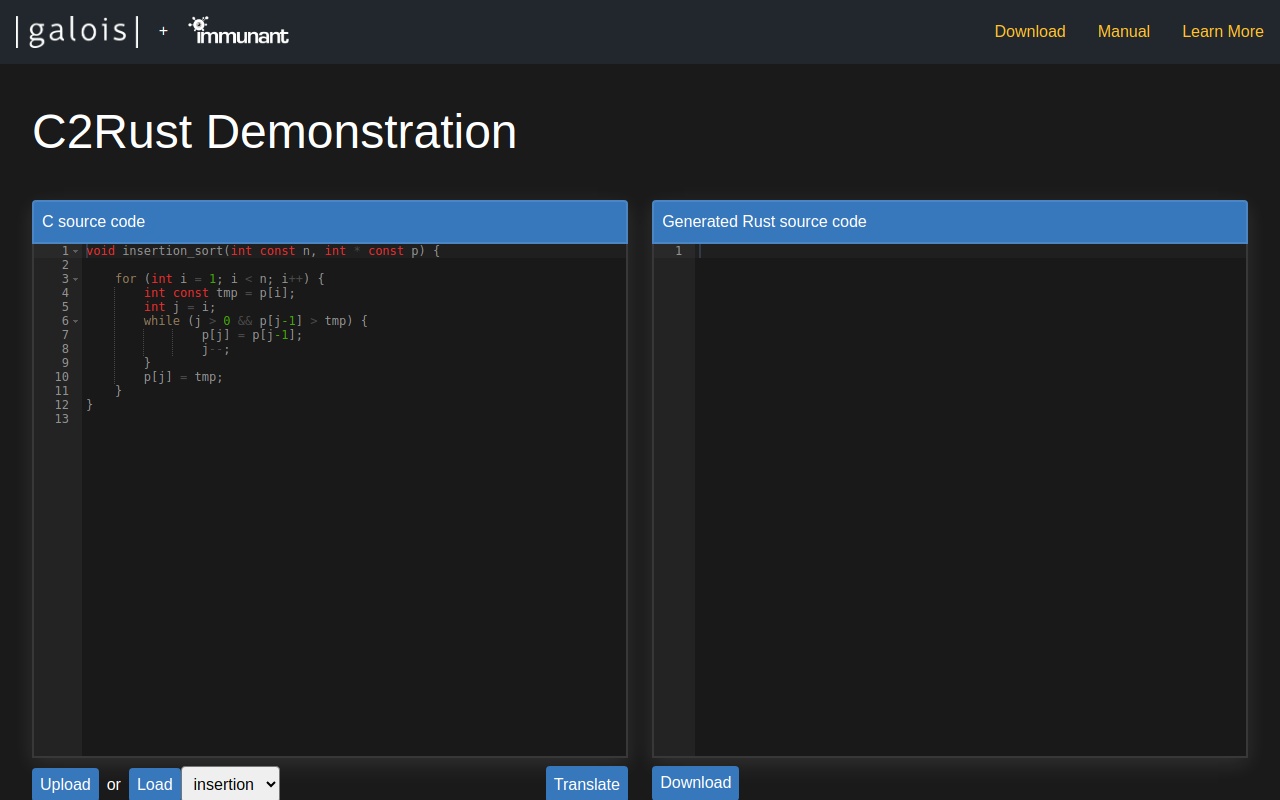 |galois| + immunant Download Manual Learn More
C2Rust Demonstration
C source code
1 void insertion_sort(int const n, int * const p) {
2
3     for (int i = 1; i < n; i++) {
4         int const tmp = p[i];
5         int j = i;
6         while (j > 0 && p[j-1] > tmp) {
7                 p[j] = p[j-1];
8                 j--;
9         }
10         p[j] = tmp;
11     }
12 }
13
Upload or Load insertion Translate
Generated Rust source code
1
Download